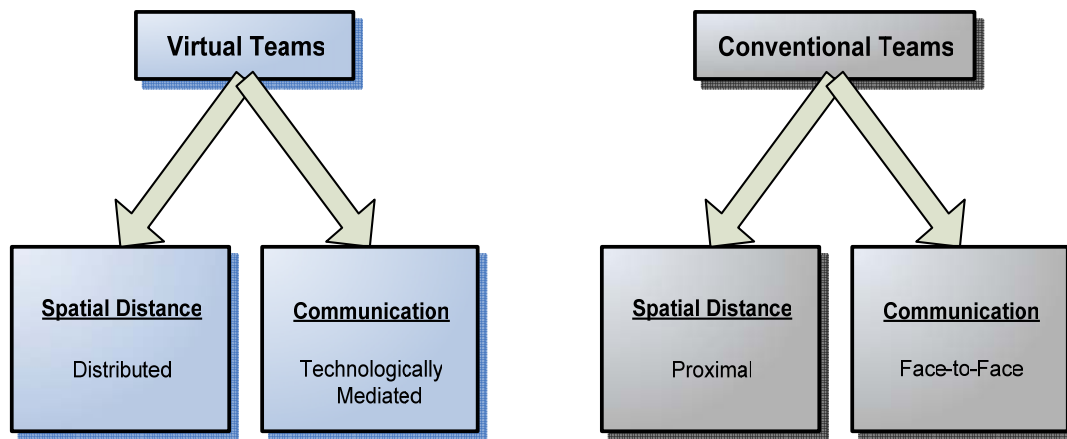 Virtual Teams
Conventional Teams
Spatial Distance
Distributed
Communication
Technologically
Mediated
Spatial Distance
Proximal
Communication
Face-to-Face